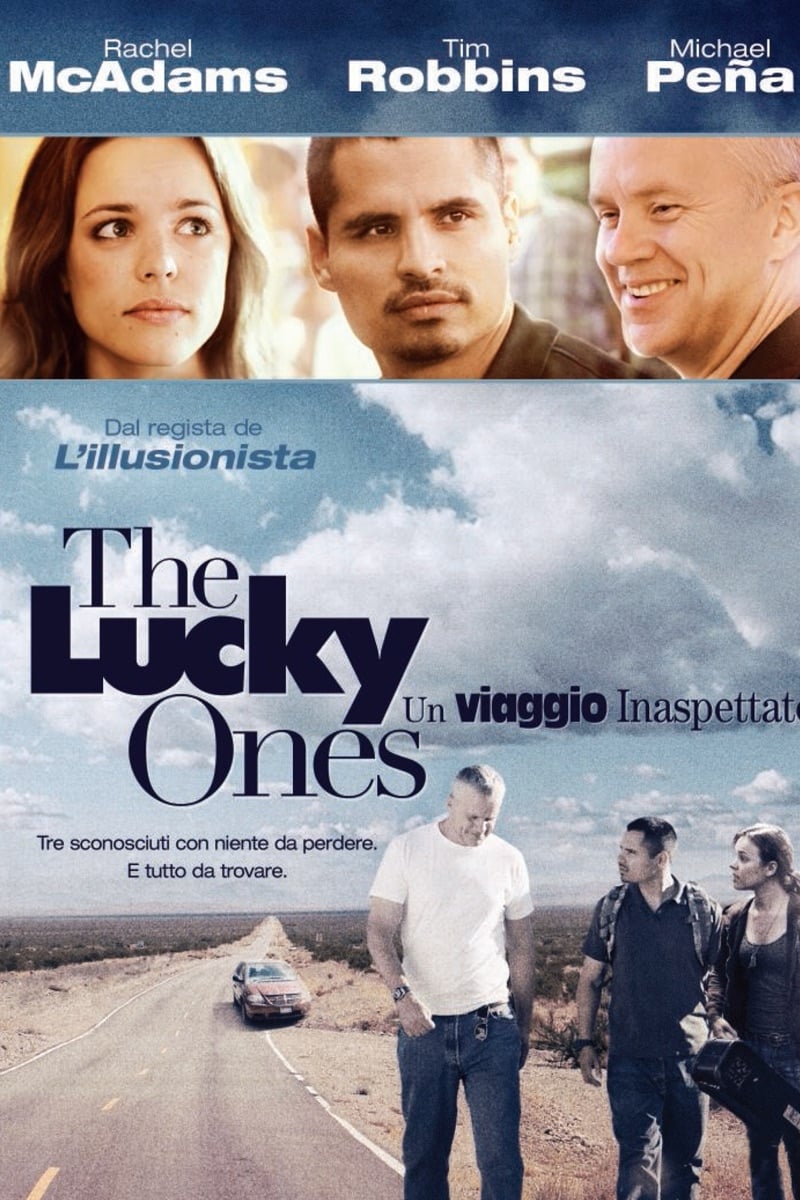 Rachel McAdams
Tim Robbins
Michael Peña
Dal regista de
L'illusionista
The
Lucky
Ones
Un viaggio Inaspettato
Tre sconosciuti con niente da perdere.
E tutto da trovare.